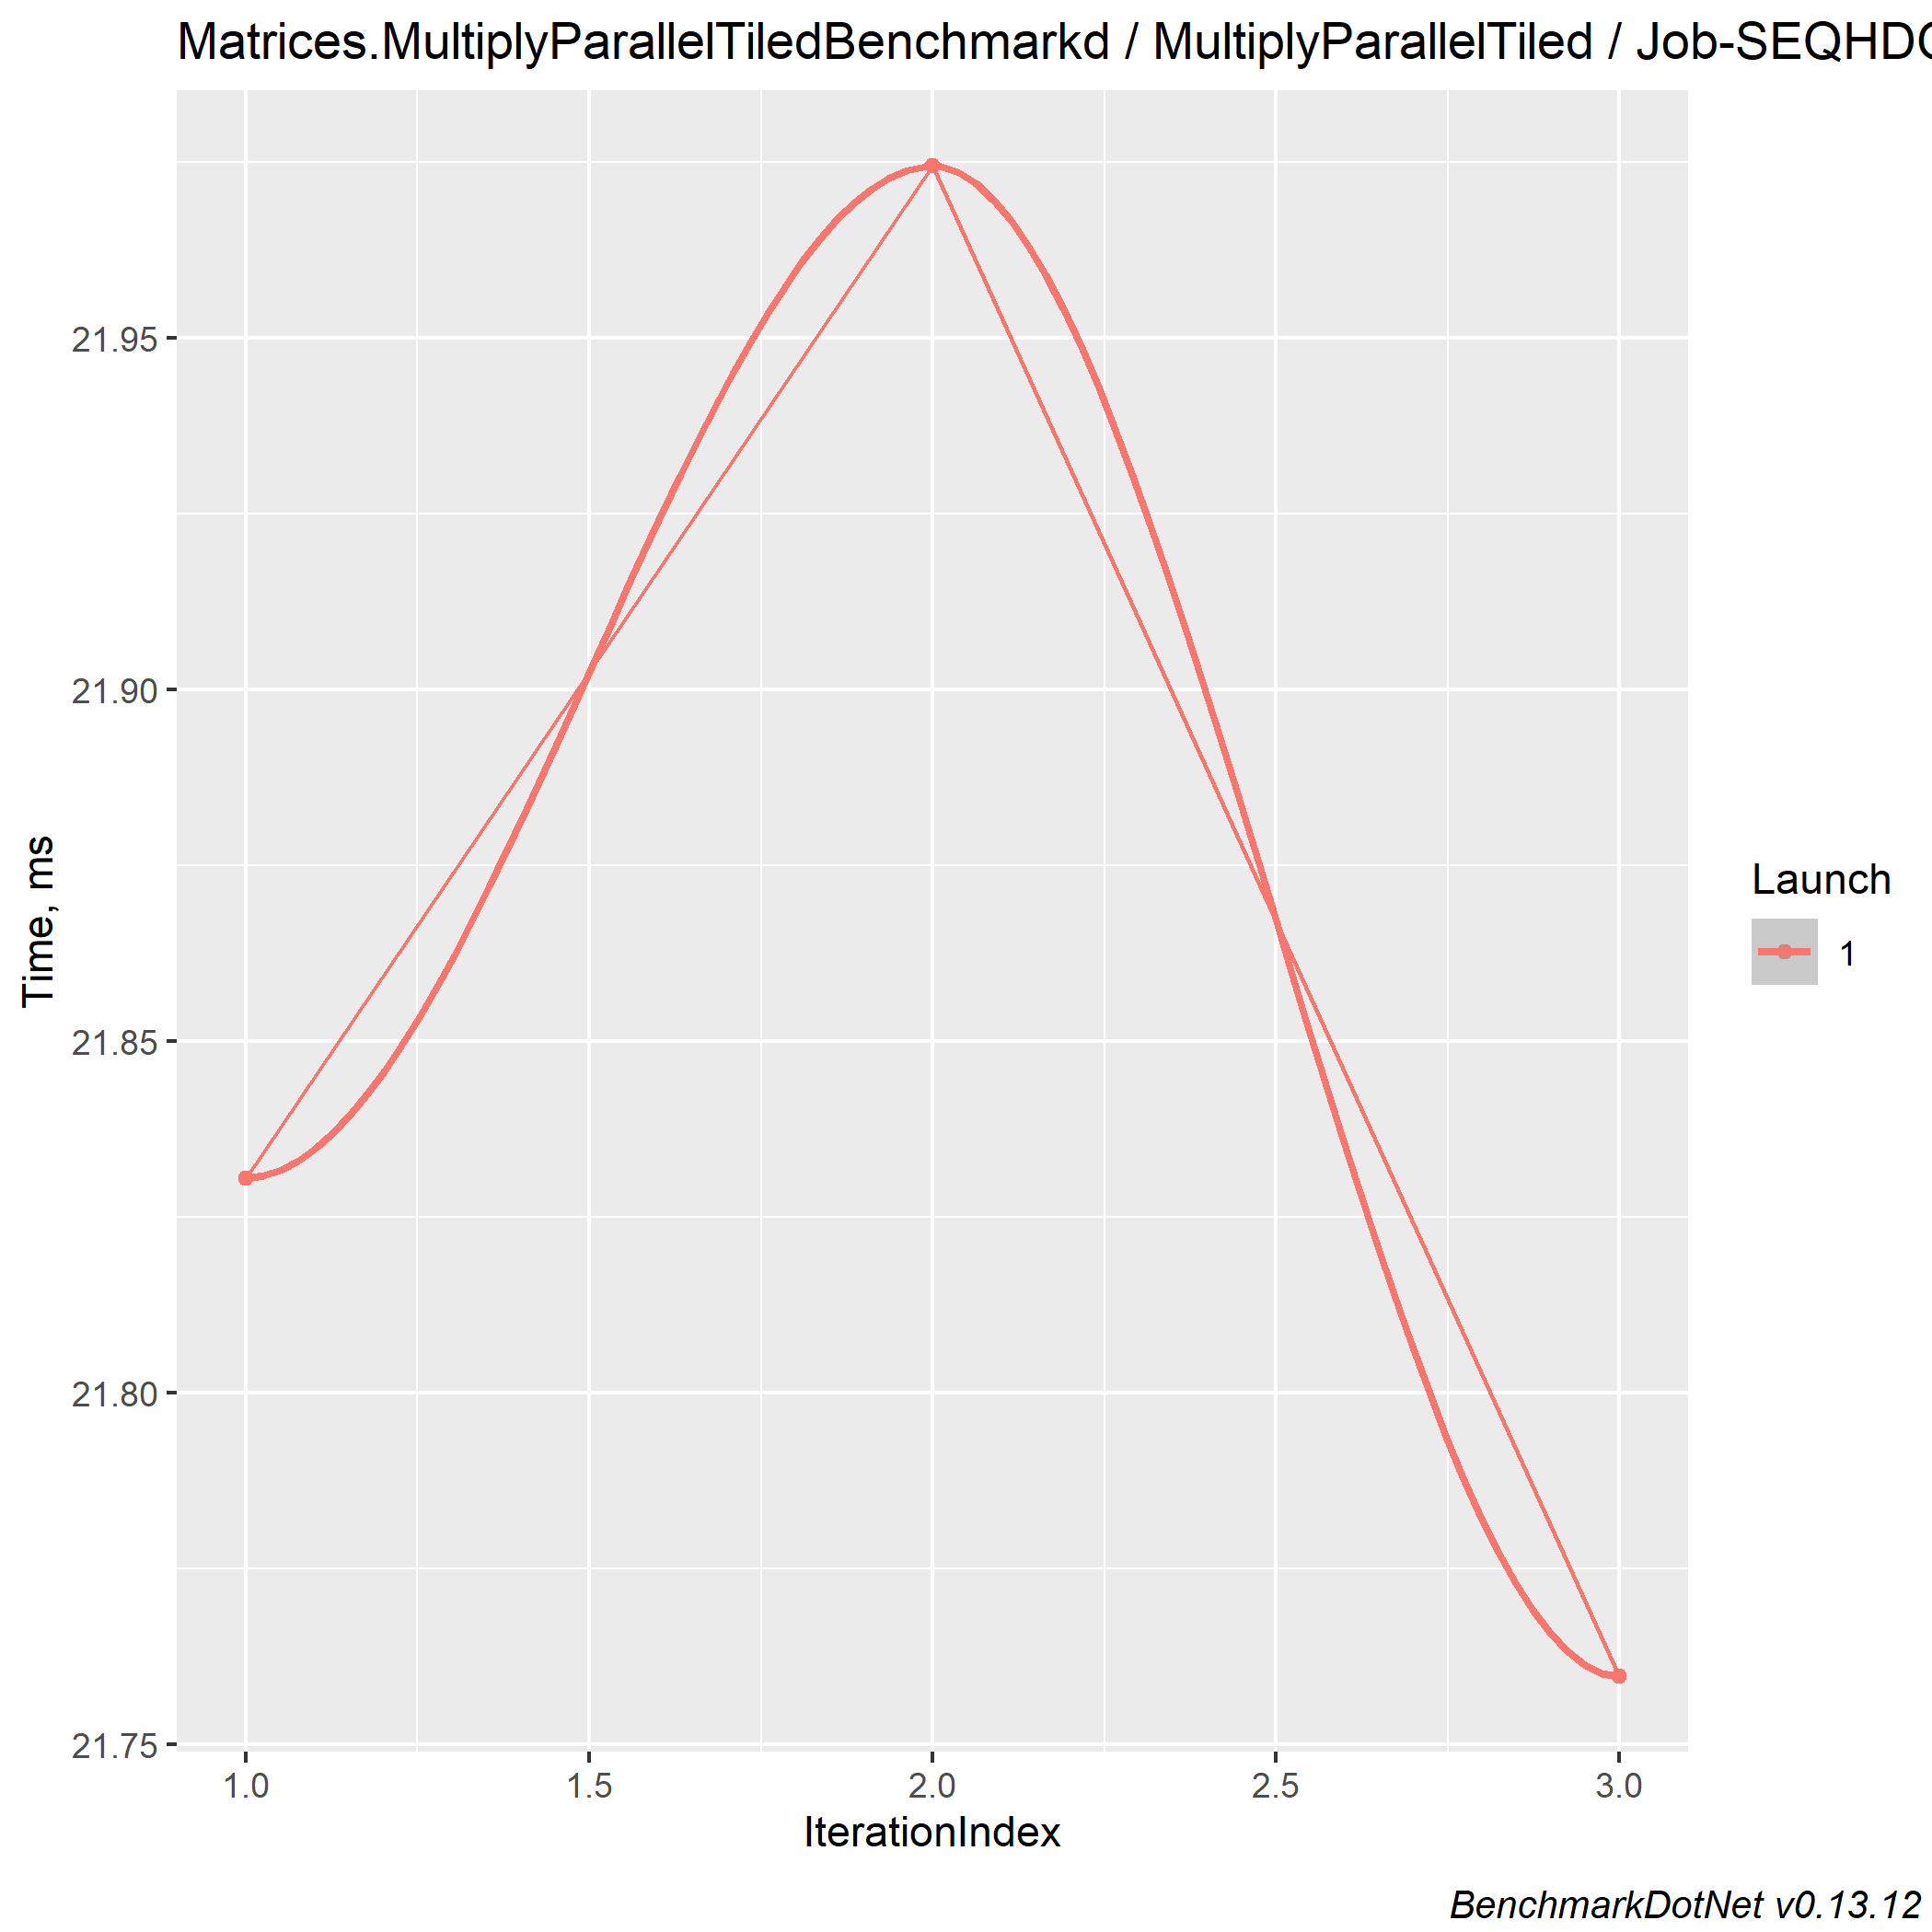 Matrices.MultiplyParallelTiledBenchmarkd / MultiplyParallelTiled / Job-SEQHD
21.95
21.90
21.85
21.80
21.75
Time, ms
1.0 1.5 2.0 2.5 3.0
IterationIndex
Launch
1
BenchmarkDotNet v0.13.12